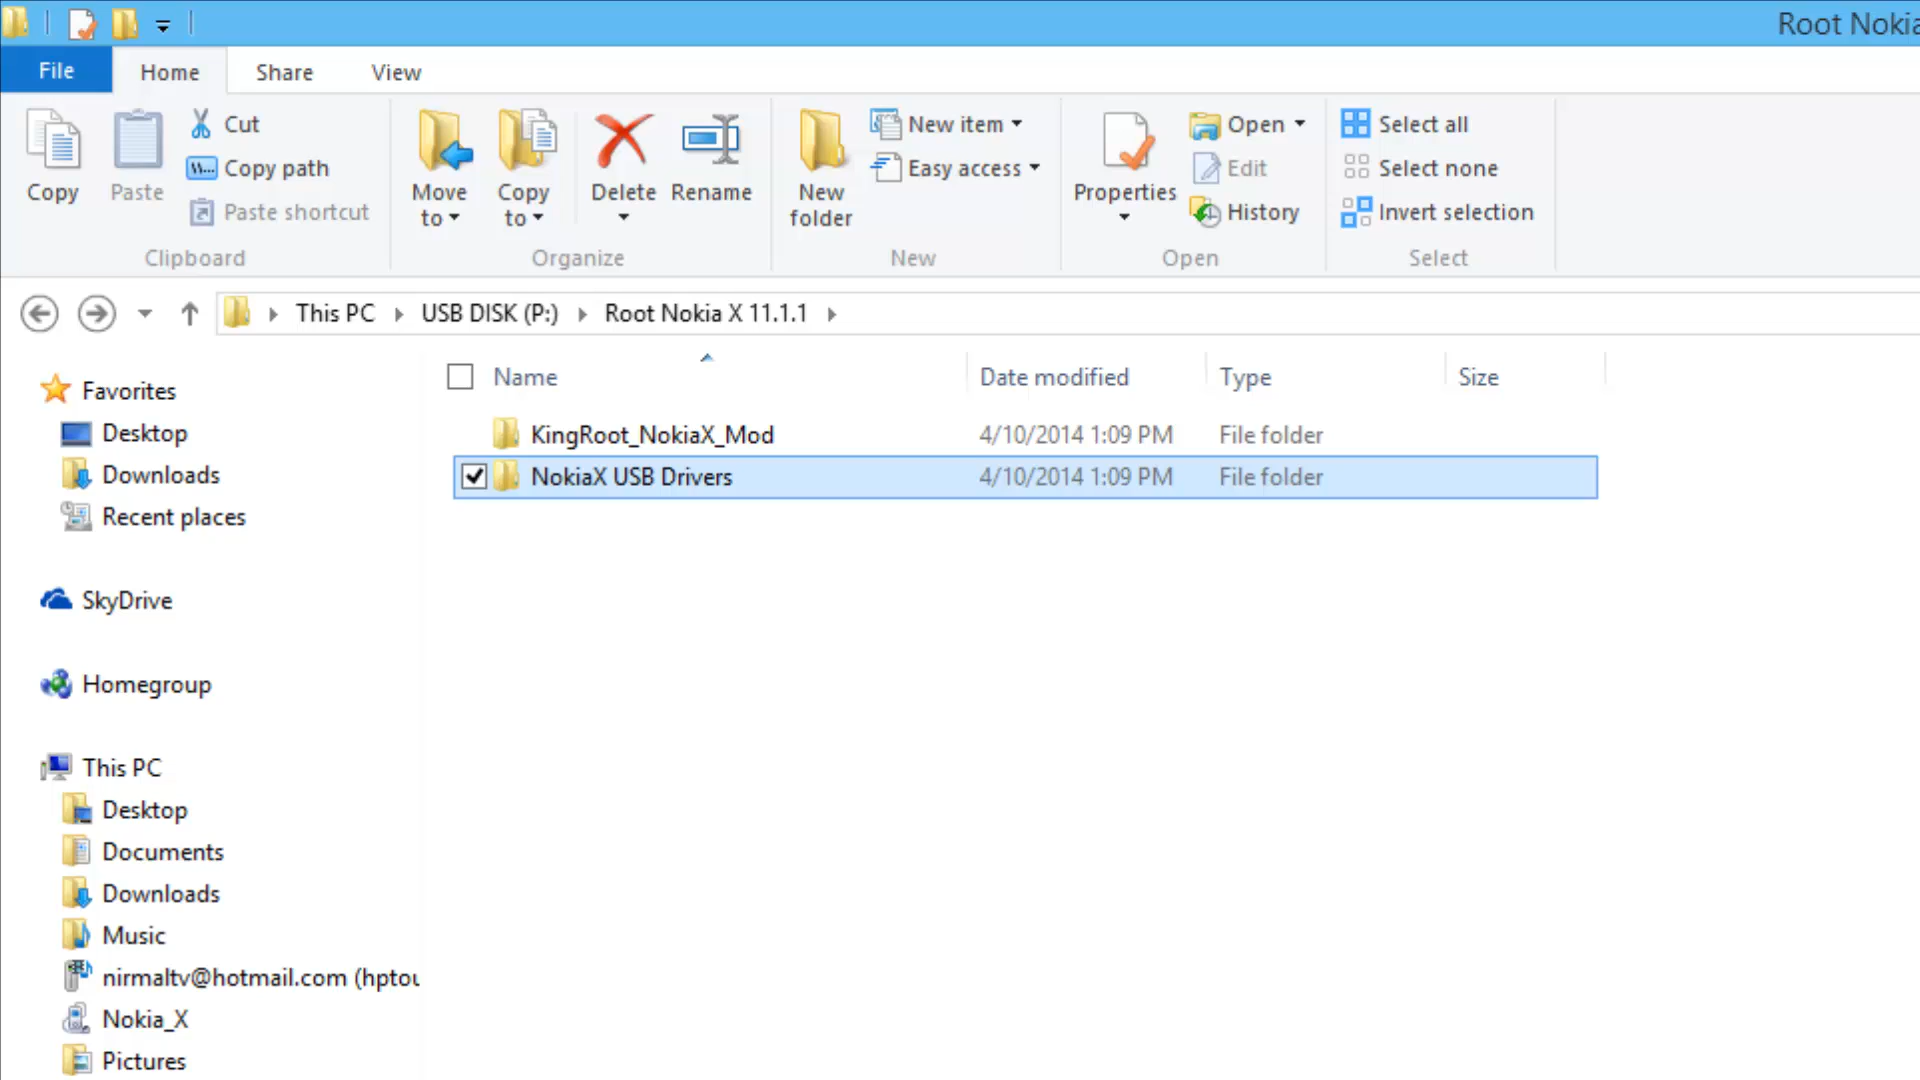 Root Nokia
File Home Share View
Copy
Paste
Cut
Copy path
Paste shortcut
Clipboard
Move to
Copy to
Delete
Rename
Organize
New folder
New item
Easy access
New
Properties
Open
Edit
History
Open
Select all
Select none
Invert selection
Select
This PC USB DISK (P:) Root Nokia X 11.1.1
Name Date modified Type Size
KingRoot_NokiaX_Mod 4/10/2014 1:09 PM File folder
NokiaX USB Drivers 4/10/2014 1:09 PM File folder
Favorites
Desktop
Downloads
Recent places
SkyDrive
Homegroup
This PC
Desktop
Documents
Downloads
Music
nirmaltv@hotmail.com (hptou
Nokia_X
Pictures